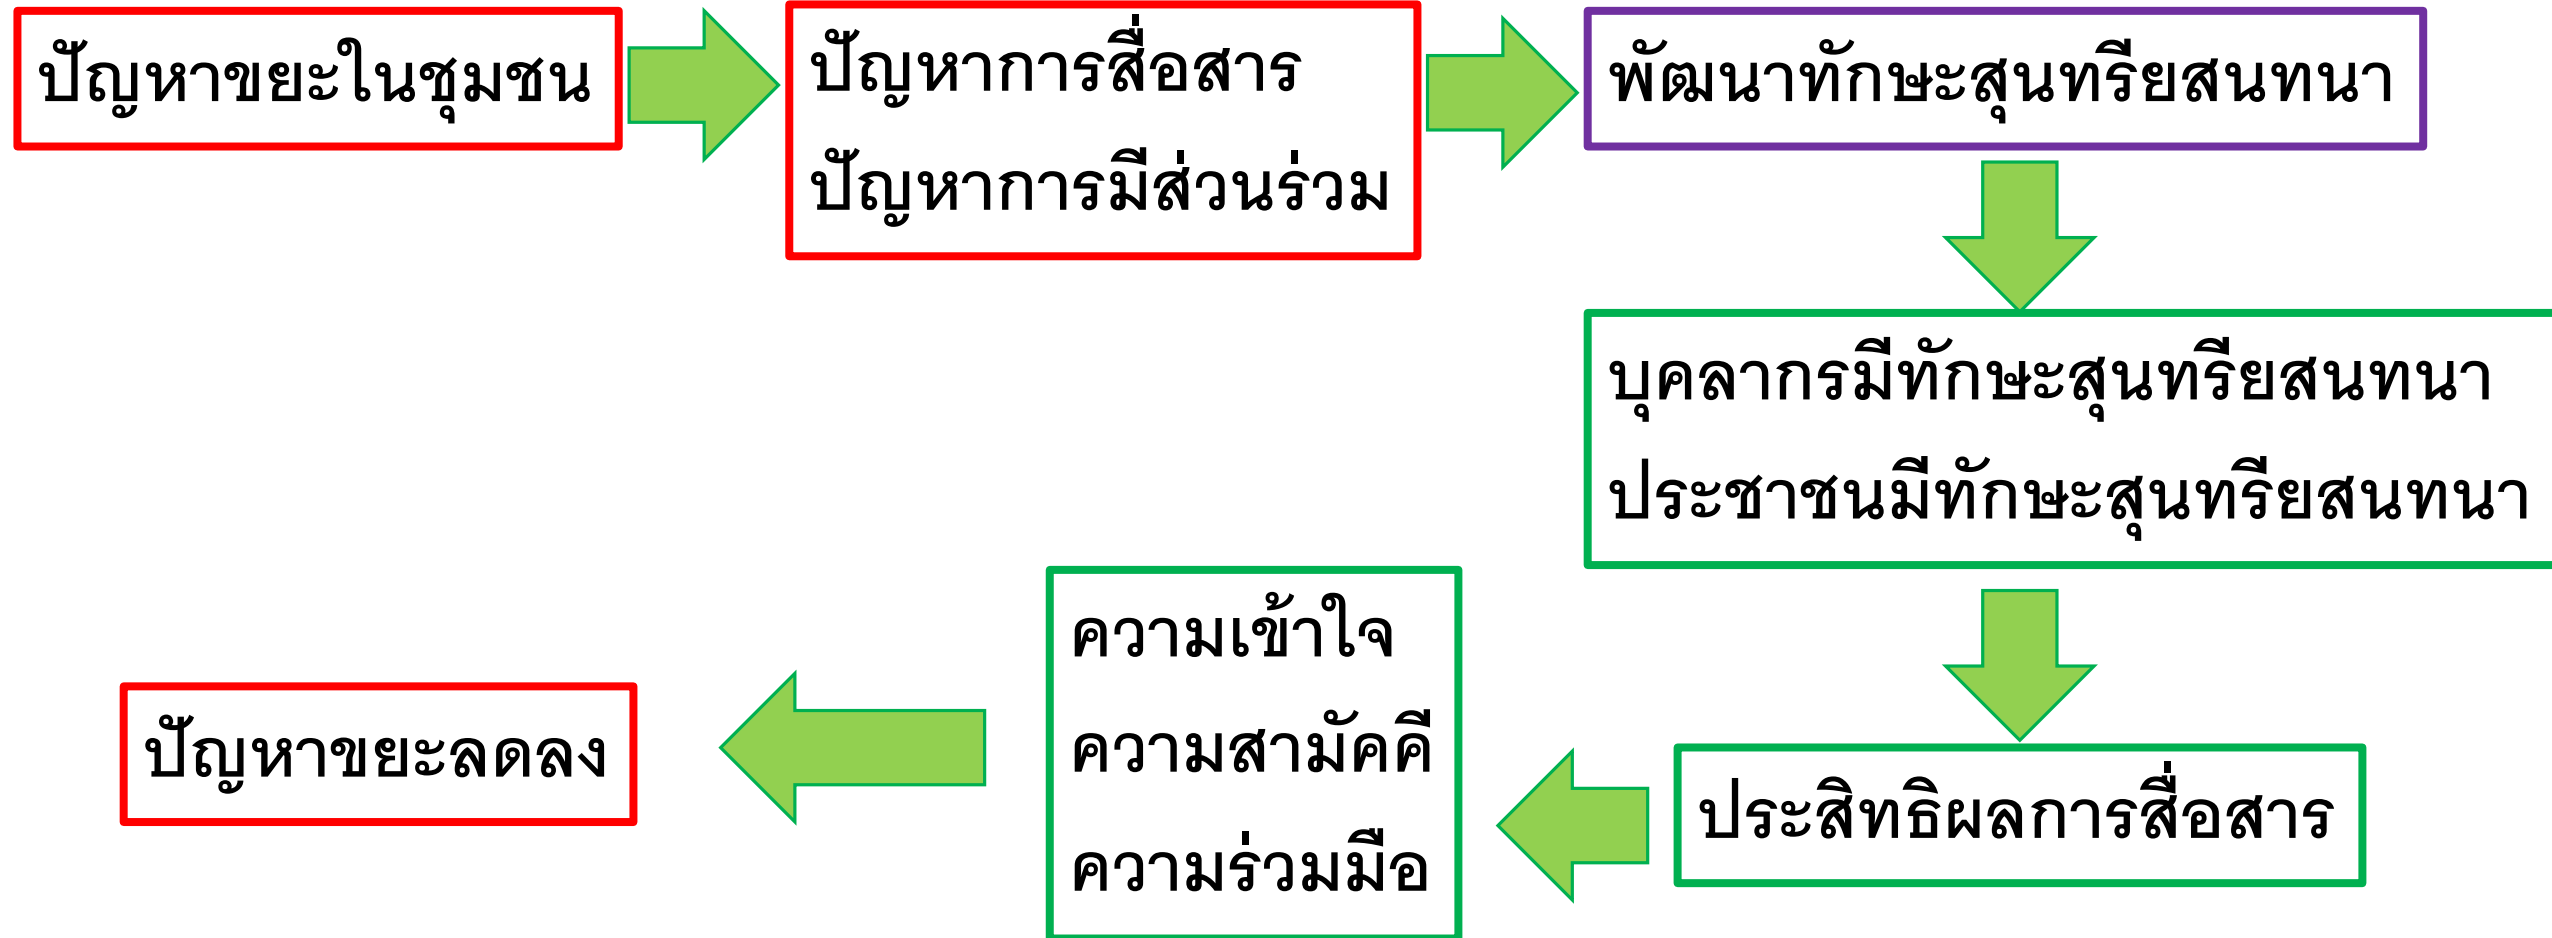 ปัญหาขยะในชุมชน
ปัญหาการสื่อสาร
ปัญหาการมีส่วนร่วม
พัฒนาทักษะสุนทรียสนทนา
บุคลากรมีทักษะสุนทรียสนทนา
ประชาชนมีทักษะสุนทรียสนทนา
ประสิทธิผลการสื่อสาร
ความเข้าใจ
ความสามัคคี
ความร่วมมือ
ปัญหาขยะลดลง